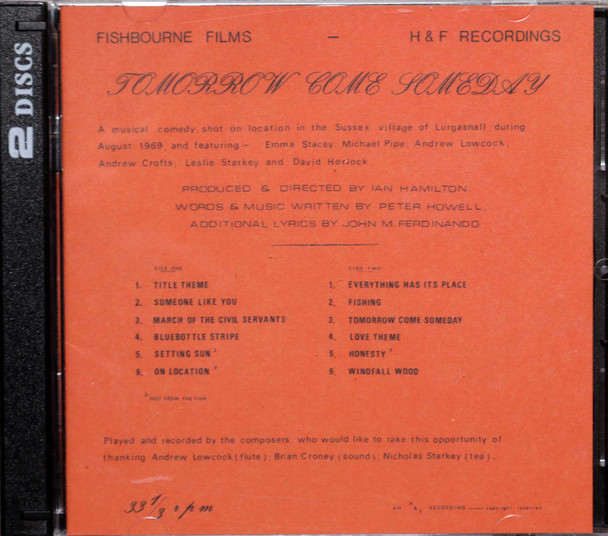 2 DISCS
FISHBOURNE FILMS — H & F RECORDINGS
TOMORROW COME SOMEDAY
A musical comedy, shot on location in the Sussex village of Lurgashall during
August 1969, and featuring:— Emma Stacey, Michael Pipe; Andrew Lowcock,
Andrew Crofts; Leslie Starkey and David Horlock.
PRODUCED & DIRECTED BY IAN HAMILTON
WORDS & MUSIC WRITTEN BY PETER HOWELL,
ADDITIONAL LYRICS BY JOHN M. FERDINANDO
SIDE ONE
1. TITLE THEME
2. SOMEONE LIKE YOU
3. MARCH OF THE CIVIL SERVANTS
4. BLUEBOTTLE STRIPE
5. SETTING SUN
6. ON LOCATION
NOT FROM THE FILM
SIDE TWO
1. EVERYTHING HAS ITS PLACE
2. FISHING
3. TOMORROW COME SOMEDAY
4. LOVE THEME
5. HONESTY
6. WINDFALL WOOD
Played and recorded by the composers, who would like to take this opportunity of
thanking Andrew Lowcock (flute); Brian Croney (sound); Nicholas Starkey (tea).
33 1/3 r p m
RECORDING